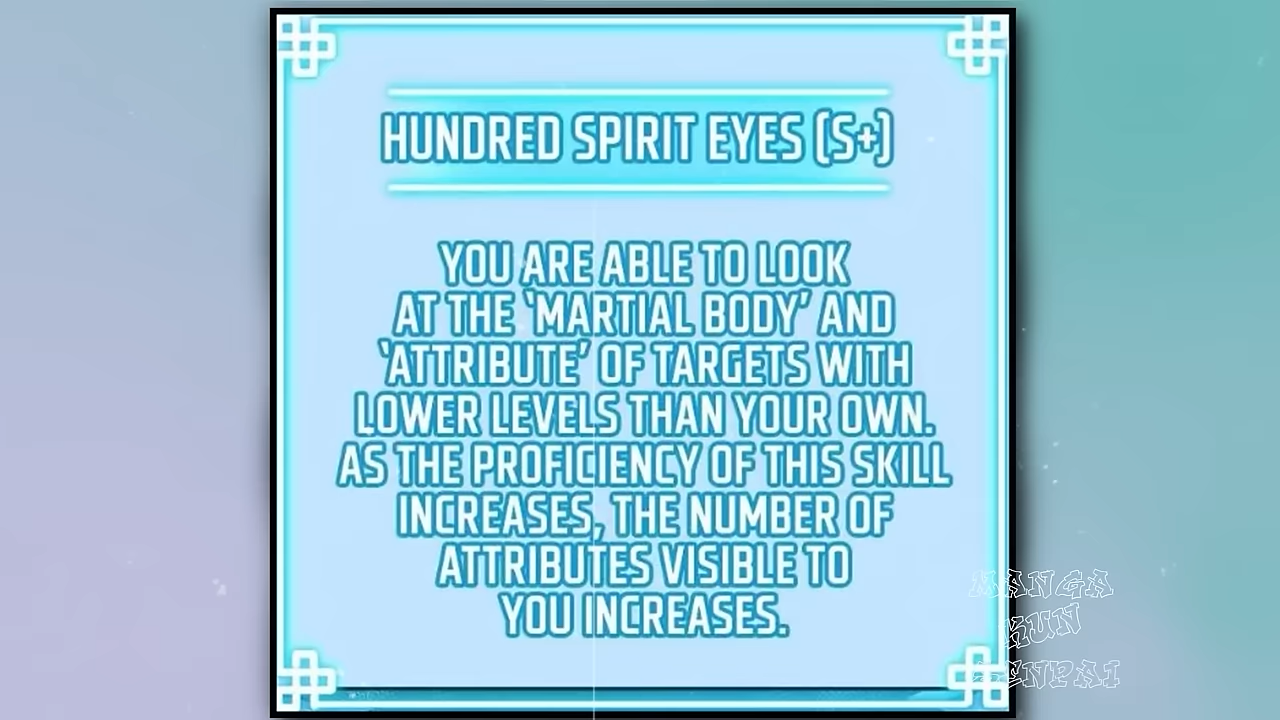 HUNDRED SPIRIT EYES (S+)
YOU ARE ABLE TO LOOK
AT THE 'MARTIAL BODY' AND
'ATTRIBUTE' OF TARGETS WITH
LOWER LEVELS THAN YOUR OWN.
AS THE PROFICIENCY OF THIS SKILL
INCREASES, THE NUMBER OF
ATTRIBUTES VISIBLE TO
YOU INCREASES.
MANGA
KUN
SENPAI